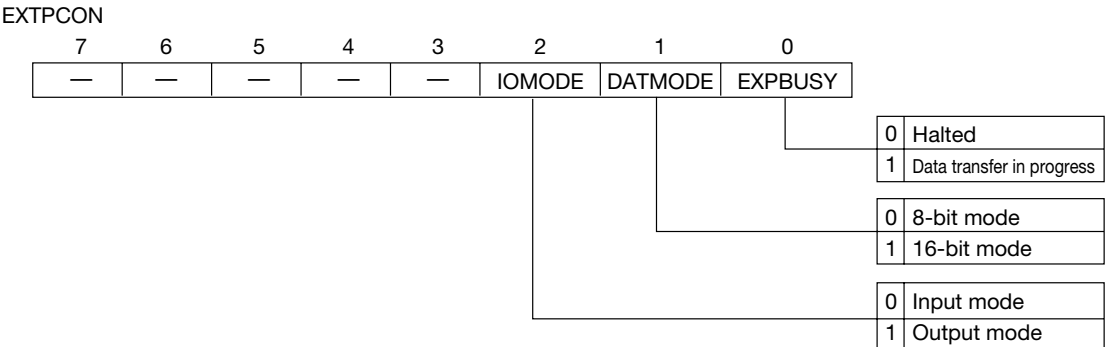 EXTPCON
7 6 5 4 3 2 1 0
— — — — — IOMODE DATMODE EXPBUSY
0 Halted
1 Data transfer in progress
0 8-bit mode
1 16-bit mode
0 Input mode
1 Output mode